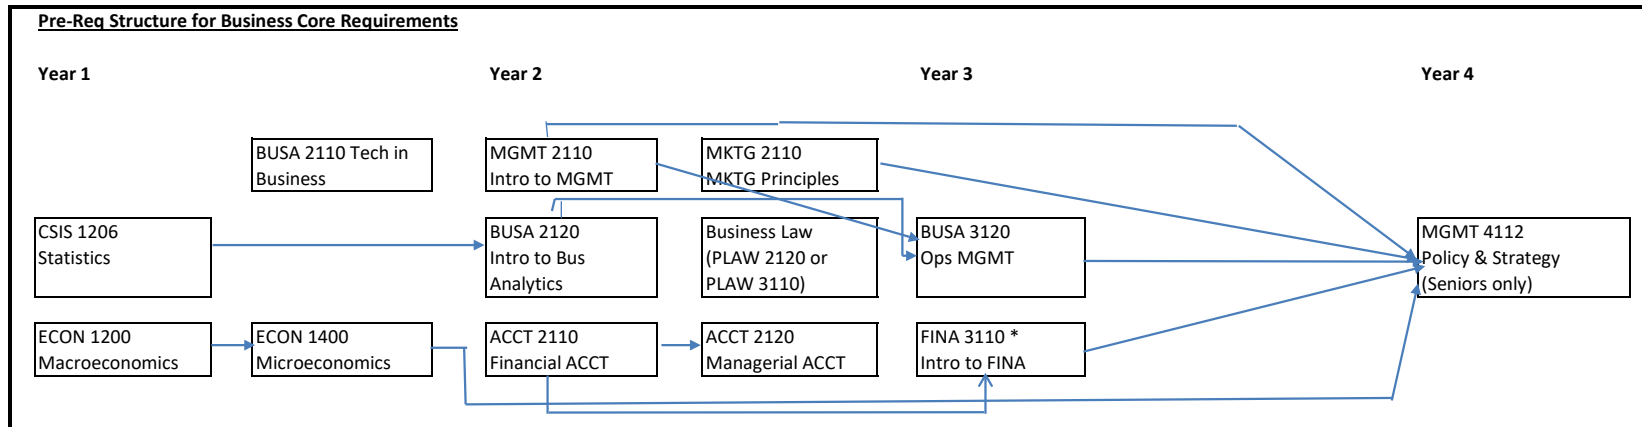 Pre-Req Structure for Business Core Requirements
Year 1
Year 2
Year 3
Year 4
BUSA 2110 Tech in
Business
MGMT 2110
Intro to MGMT
MKTG 2110
MKTG Principles
CSIS 1206
Statistics
BUSA 2120
Intro to Bus
Analytics
Business Law
(PLAW 2120 or
PLAW 3110)
BUSA 3120
Ops MGMT
MGMT 4112
Policy & Strategy
(Seniors only)
ECON 1200
Macroeconomics
ECON 1400
Microeconomics
ACCT 2110
Financial ACCT
ACCT 2120
Managerial ACCT
FINA 3110 *
Intro to FINA